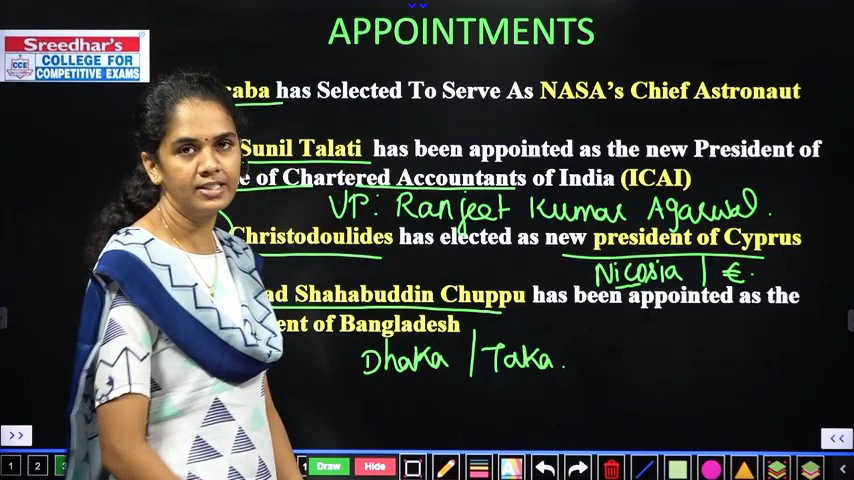 APPOINTMENTS
Sreedhar's
CCE
COLLEGE FOR
COMPETITIVE EXAMS
caba has Selected To Serve As NASA's Chief Astronaut
Sunil Talati has been appointed as the new President of
e of Chartered Accountants of India (ICAI)
VP: Ranjeet Kumar Agarwal.
Christodoulides has elected as new president of Cyprus
Nicosia | €.
ad Shahabuddin Chuppu has been appointed as the
ent of Bangladesh
Dhaka | Taka.
>> <<
1 2 3 1 Draw Hide